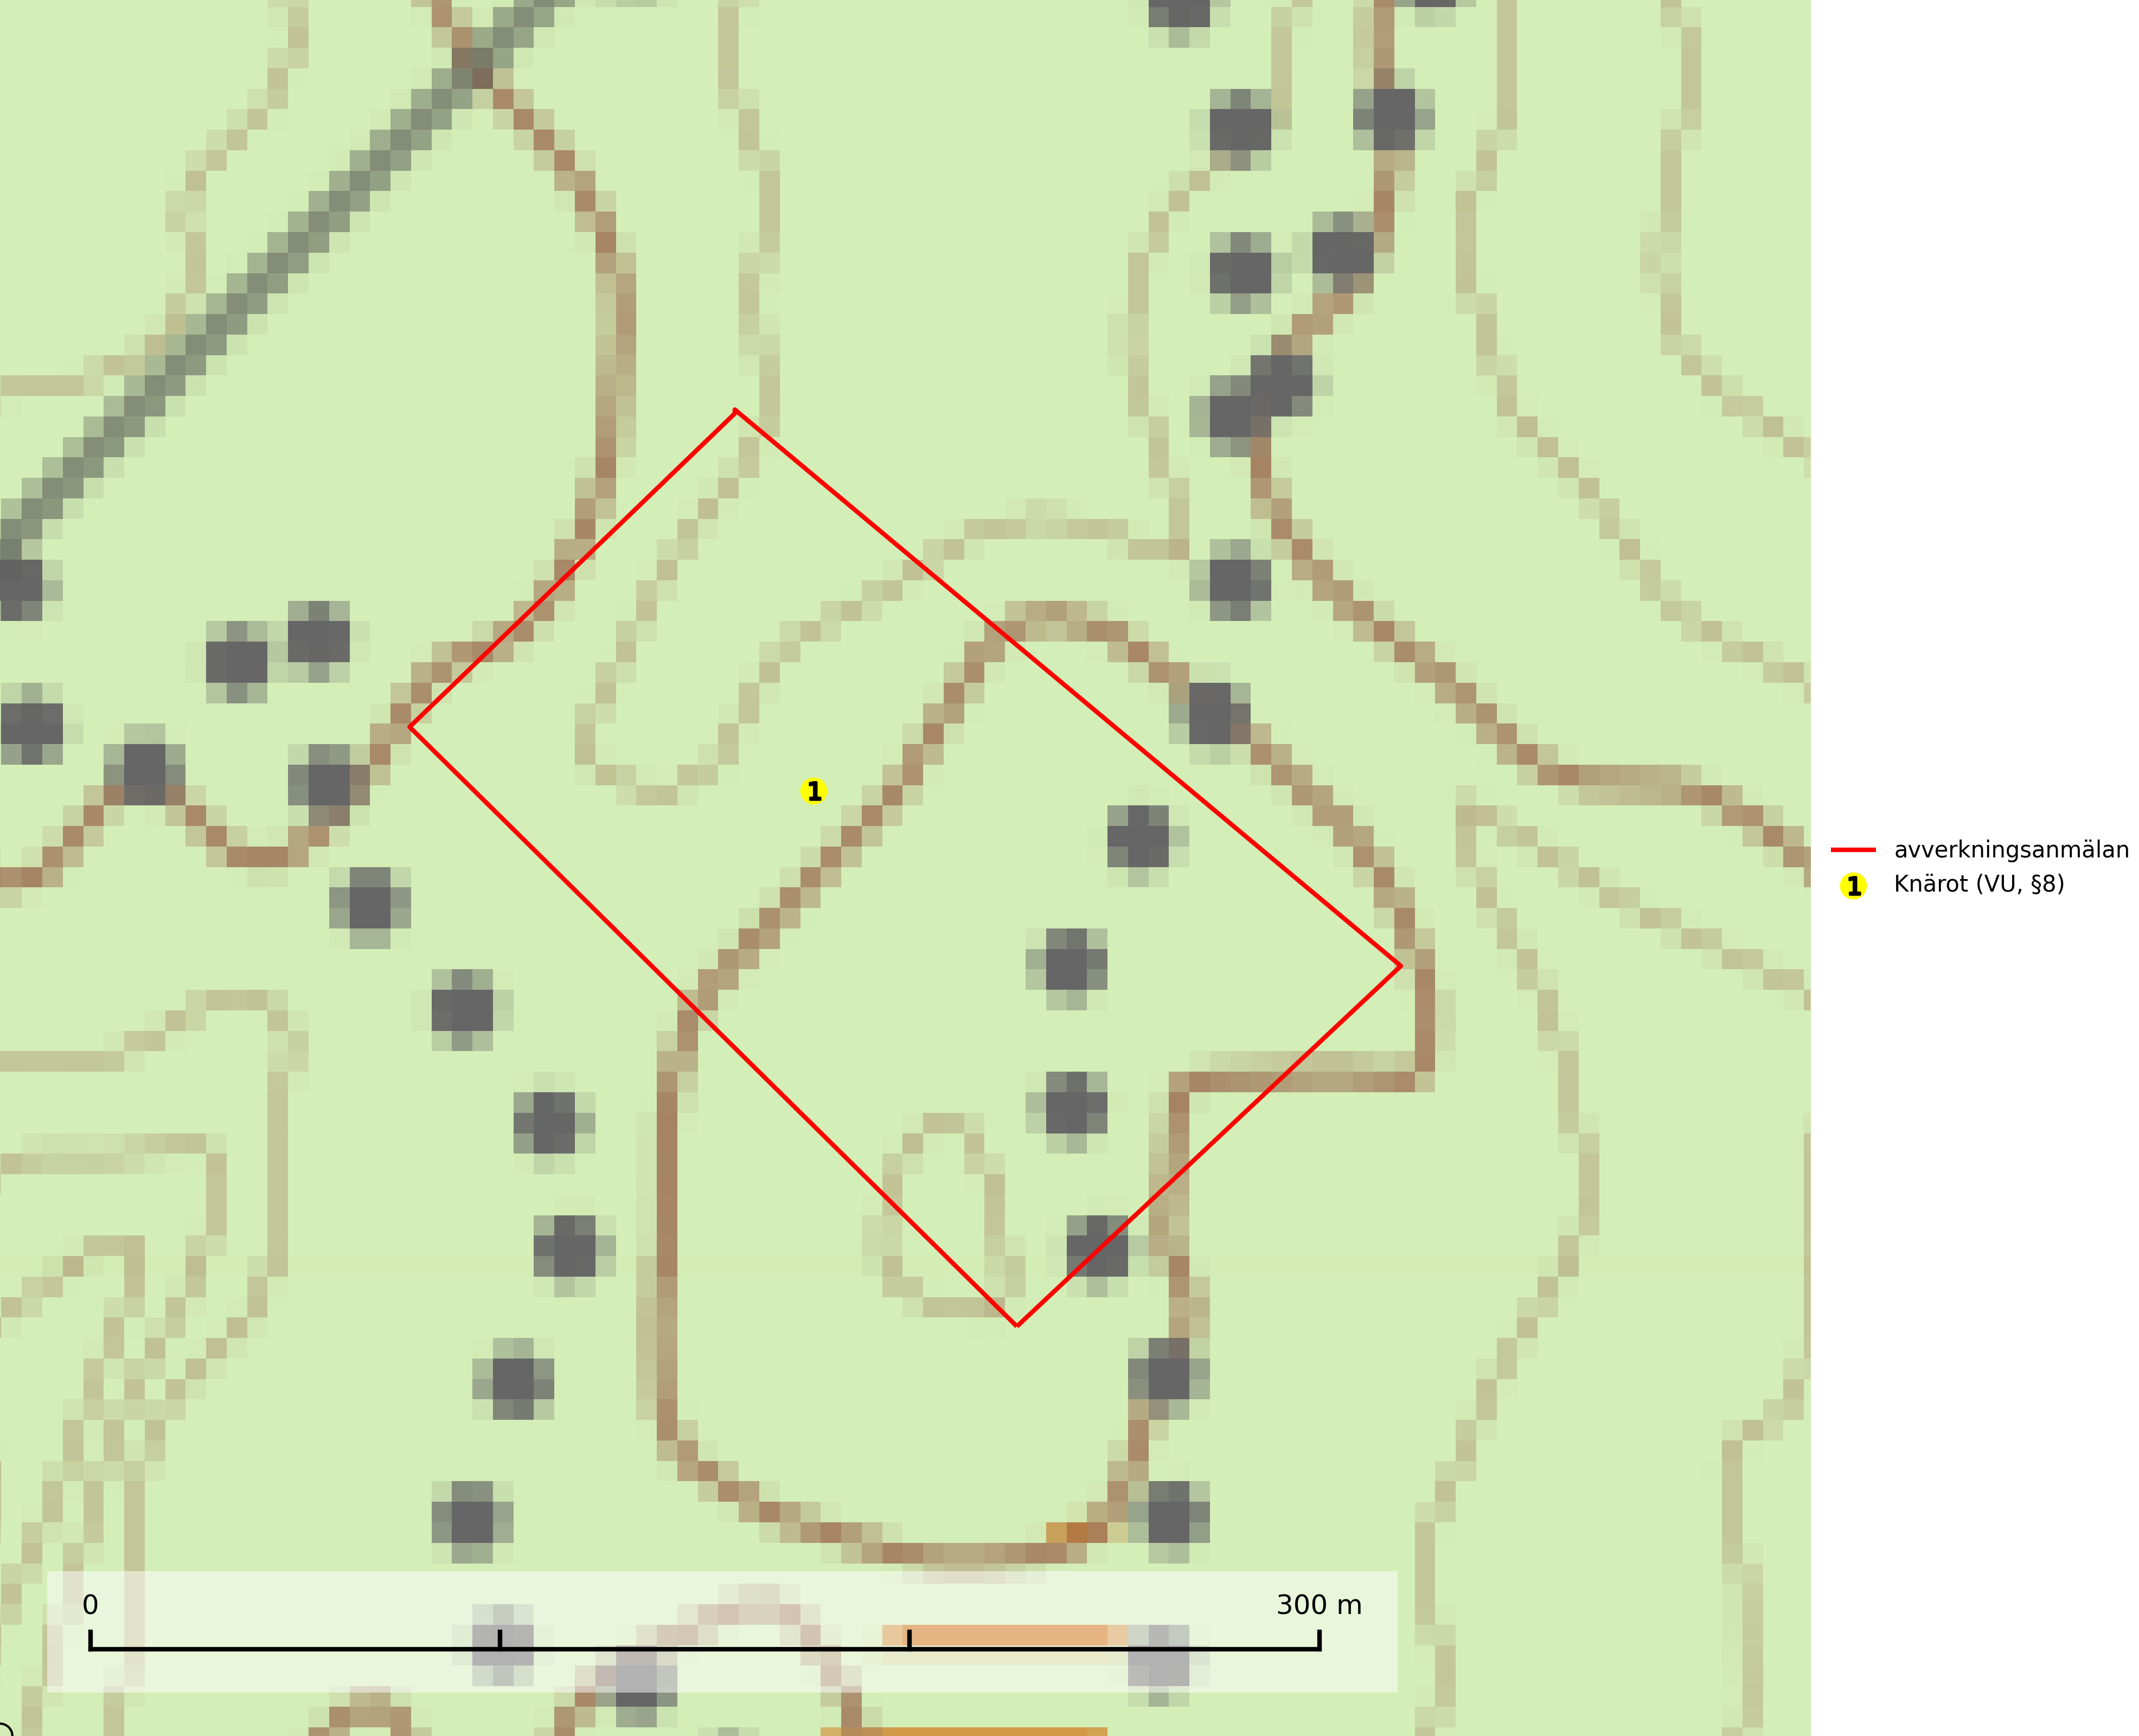 1
avverkningsanmälan
1 Knärot (VU, §8)
0 300 m